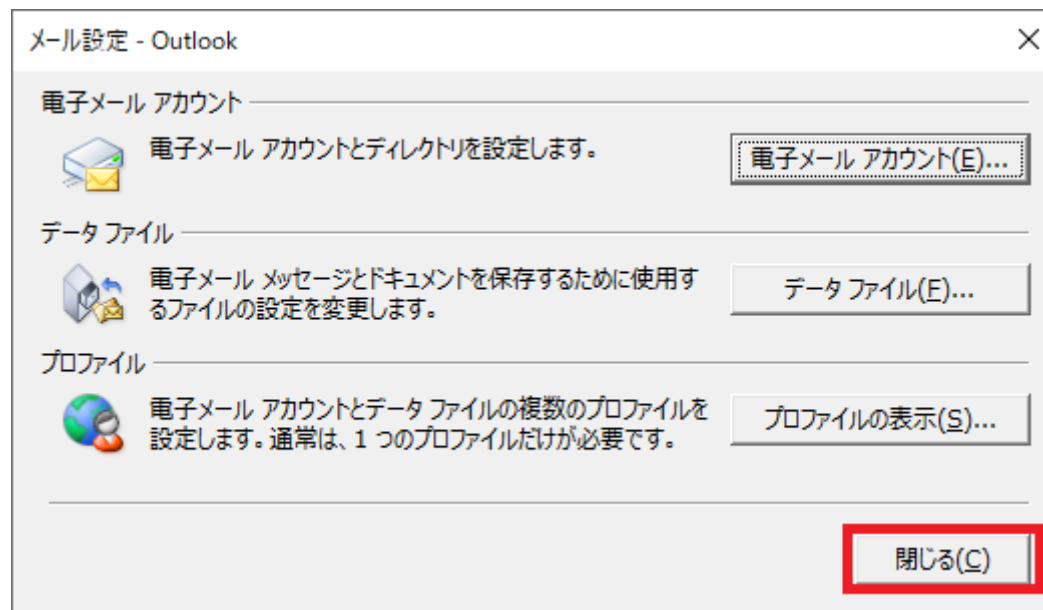 メール設定 - Outlook
電子メール アカウント
電子メール アカウントとディレクトリを設定します。
電子メール アカウント(E)...
データ ファイル
電子メール メッセージとドキュメントを保存するために使用す
るファイルの設定を変更します。
データ ファイル(F)...
プロファイル
電子メール アカウントとデータ ファイルの複数のプロファイルを
設定します。通常は、1 つのプロファイルだけが必要です。
プロファイルの表示(S)...
閉じる(C)